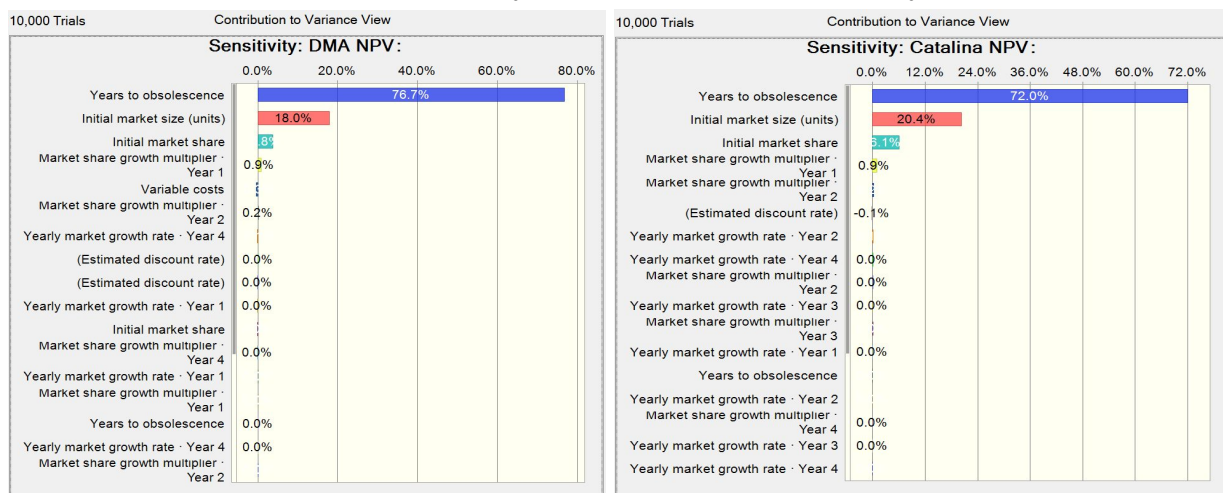 10,000 Trials
Contribution to Variance View
Sensitivity: DMA NPV:
0.0% 20.0% 40.0% 60.0% 80.0%
Years to obsolescence 76.7%
Initial market size (units) 18.0%
Initial market share .8%
Market share growth multiplier ·
Year 1 0.9%
Variable costs
Market share growth multiplier ·
Year 2 0.2%
Yearly market growth rate · Year 4
(Estimated discount rate) 0.0%
(Estimated discount rate) 0.0%
Yearly market growth rate · Year 1 0.0%
Initial market share
Market share growth multiplier ·
Year 4 0.0%
Yearly market growth rate · Year 1
Market share growth multiplier ·
Year 1
Years to obsolescence 0.0%
Yearly market growth rate · Year 4 0.0%
Market share growth multiplier ·
Year 2
10,000 Trials
Contribution to Variance View
Sensitivity: Catalina NPV:
0.0% 12.0% 24.0% 36.0% 48.0% 60.0% 72.0%
Years to obsolescence 72.0%
Initial market size (units) 20.4%
Initial market share 6.1%
Market share growth multiplier ·
Year 1 0.9%
Market share growth multiplier ·
Year 2
(Estimated discount rate) -0.1%
Yearly market growth rate · Year 2
Yearly market growth rate · Year 4 0.0%
Market share growth multiplier ·
Year 2 0.0%
Yearly market growth rate · Year 3 0.0%
Market share growth multiplier ·
Year 3
Yearly market growth rate · Year 1 0.0%
Years to obsolescence
Yearly market growth rate · Year 2
Market share growth multiplier ·
Year 4 0.0%
Yearly market growth rate · Year 3 0.0%
Yearly market growth rate · Year 4